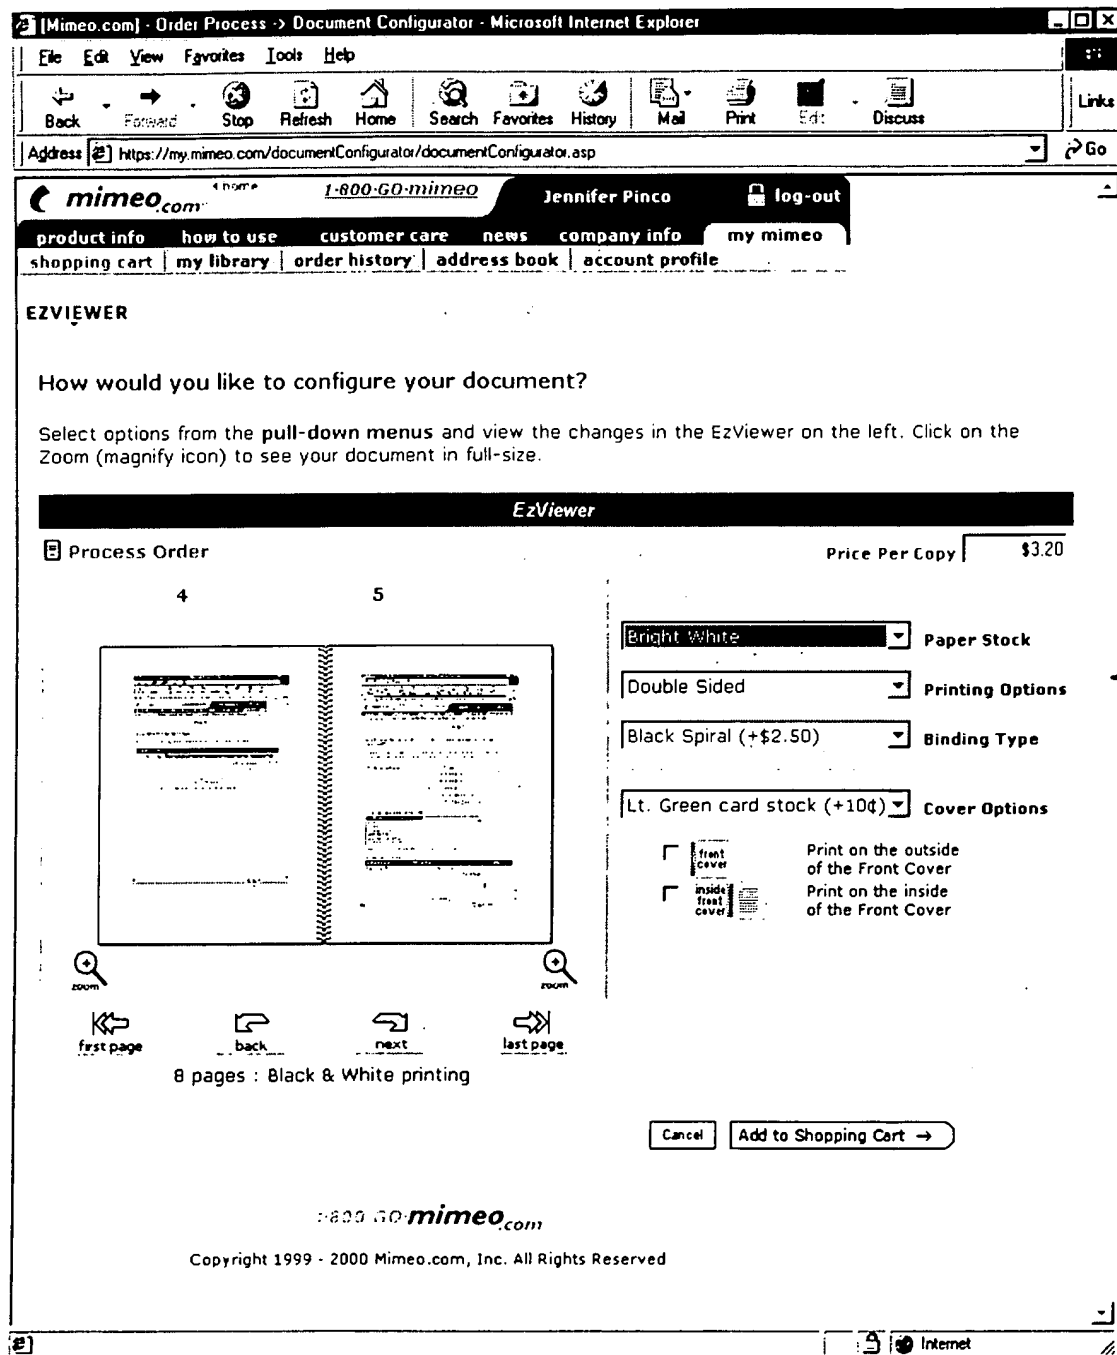 [Mimeo.com] - Order Process -> Document Configurator - Microsoft Internet Explorer
File Edit View Favorites Tools Help
Back Forward Stop Refresh Home Search Favorites History Mail Print Edit Discuss Links
Address https://my.mimeo.com/documentConfigurator/documentConfigurator.asp Go
mimeo.com home 1-800-GO-mimeo Jennifer Pinco log-out
product info how to use customer care news company info my mimeo
shopping cart | my library | order history | address book | account profile
EZVIEWER
How would you like to configure your document?
Select options from the pull-down menus and view the changes in the EzViewer on the left. Click on the
Zoom (magnify icon) to see your document in full-size.
EzViewer
Process Order Price Per Copy $3.20
4 5
Bright White Paper Stock
Double Sided Printing Options
Black Spiral (+$2.50) Binding Type
Lt. Green card stock (+10¢) Cover Options
front cover Print on the outside
of the Front Cover
inside front cover Print on the inside
of the Front Cover
zoom zoom
first page back next last page
8 pages : Black & White printing
Cancel Add to Shopping Cart →
1-800-GO-mimeo.com
Copyright 1999 - 2000 Mimeo.com, Inc. All Rights Reserved
Internet